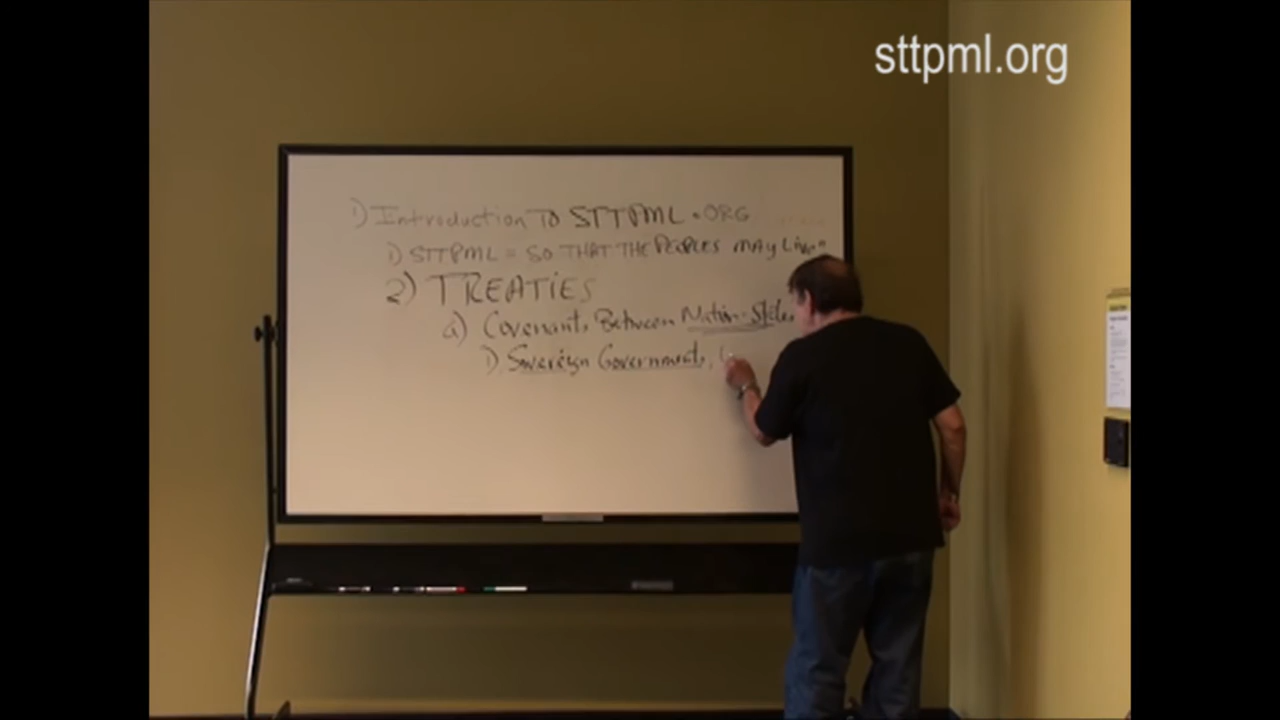 sttpml.org
1) Introduction TO STTPML.ORG
1) STTPML = SO THAT THE PEOPLES MAY Live"
2) TREATIES
a) Covenants Between Nation-States
1) Sovereign Governments,